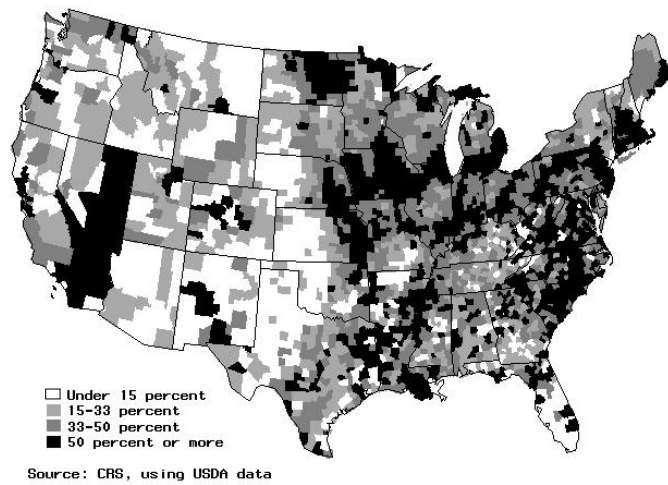 Under 15 percent
15-33 percent
33-50 percent
50 percent or more
Source: CRS, using USDA data